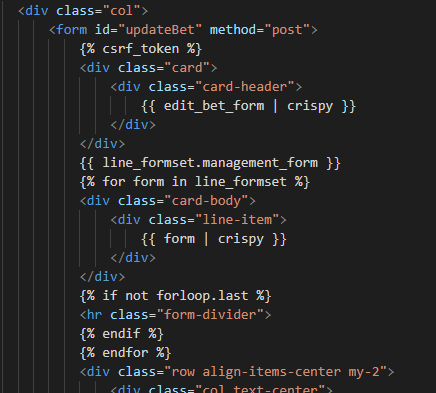 <div class="col">
<form id="updateBet" method="post">
{% csrf_token %}
<div class="card">
<div class="card-header">
{{ edit_bet_form | crispy }}
</div>
</div>
{{ line_formset.management_form }}
{% for form in line_formset %}
<div class="card-body">
<div class="line-item">
{{ form | crispy }}
</div>
</div>
{% if not forloop.last %}
<hr class="form-divider">
{% endif %}
{% endfor %}
<div class="row align-items-center my-2">
<div class="col text-center">